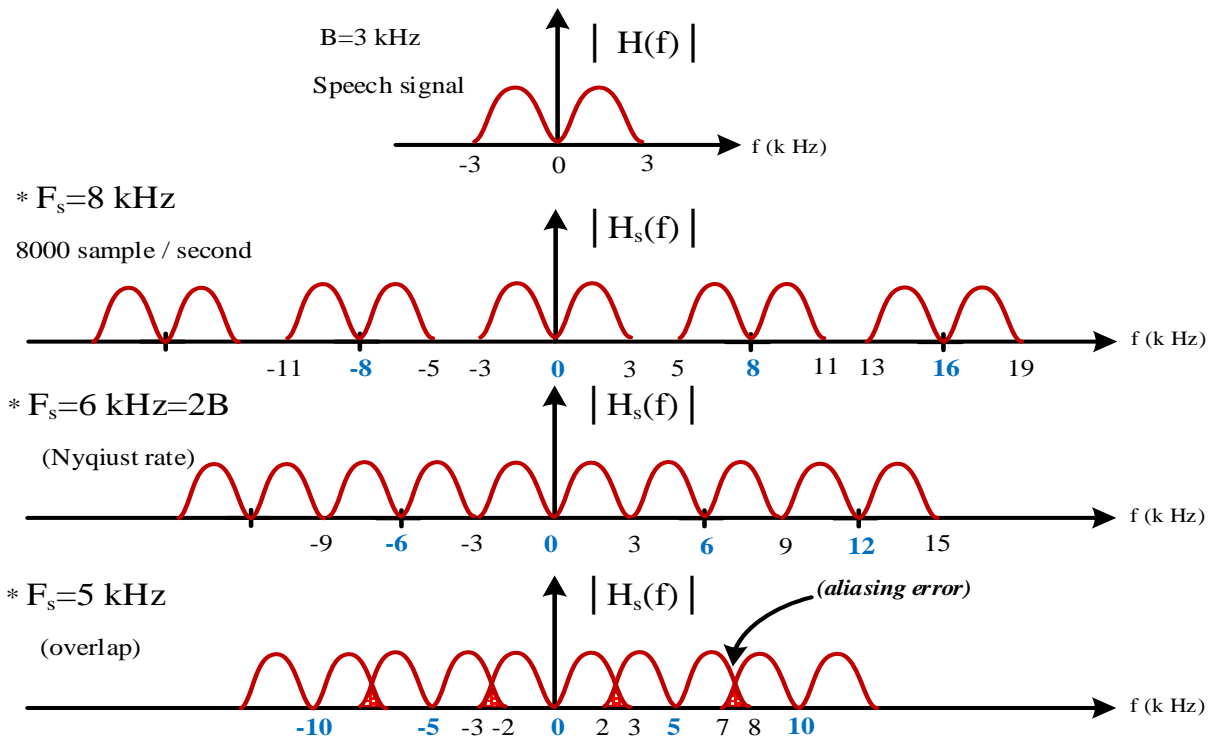 B=3 kHz
| H(f) |
Speech signal
f (k Hz)
-3 0 3
* Fs=8 kHz
| Hs(f) |
8000 sample / second
f (k Hz)
-11 -8 -5 -3 0 3 5 8 11 13 16 19
* Fs=6 kHz=2B
| Hs(f) |
(Nyqiust rate)
f (k Hz)
-9 -6 -3 0 3 6 9 12 15
* Fs=5 kHz
| Hs(f) |
(aliasing error)
(overlap)
f (k Hz)
-10 -5 -3 -2 0 2 3 5 7 8 10